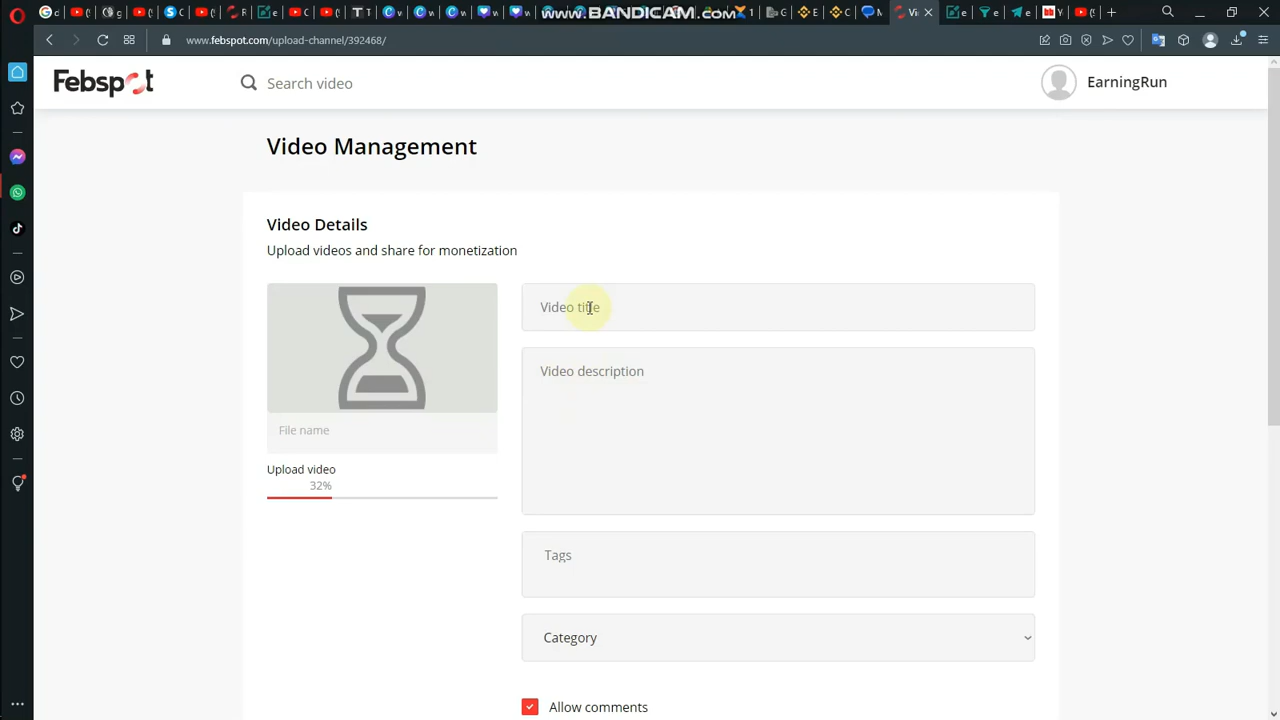 www.BANDICAM.com
www.febspot.com/upload-channel/392468/
Febspot
Search video
EarningRun
Video Management
Video Details
Upload videos and share for monetization
Video title
Video description
File name
Upload video
32%
Tags
Category
Allow comments